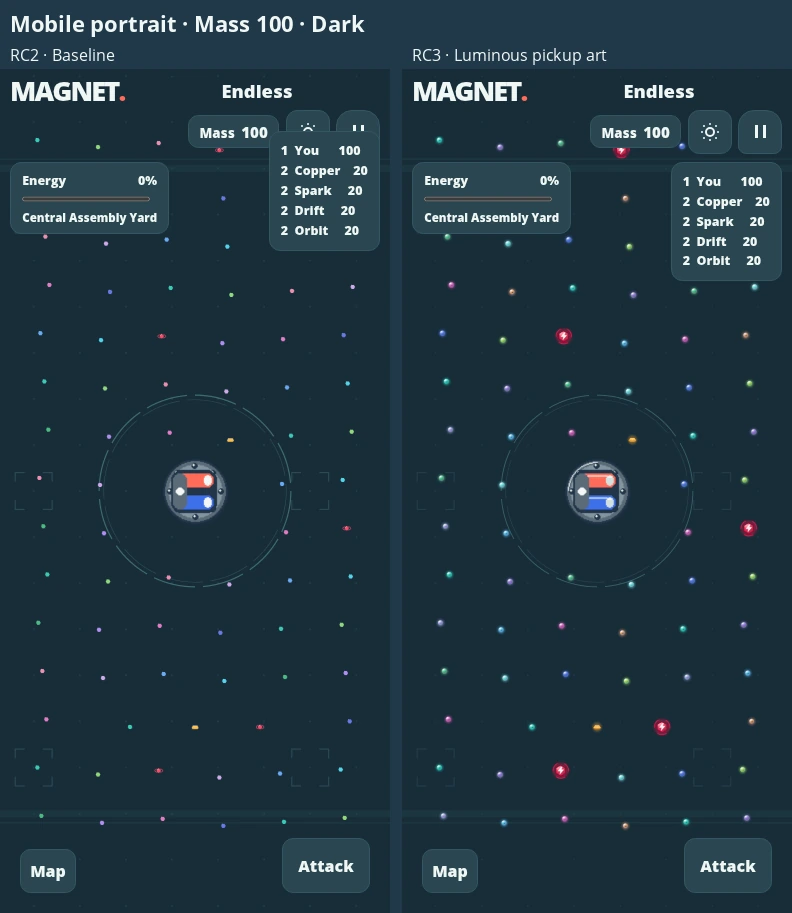 Mobile portrait · Mass 100 · Dark
RC2 · Baseline
MAGNET.
Endless
Mass 100
1 You 100
2 Copper 20
2 Spark 20
2 Drift 20
2 Orbit 20
Energy 0%
Central Assembly Yard
Map
Attack
RC3 · Luminous pickup art
MAGNET.
Endless
Mass 100
Energy 0%
Central Assembly Yard
1 You 100
2 Copper 20
2 Spark 20
2 Drift 20
2 Orbit 20
Map
Attack